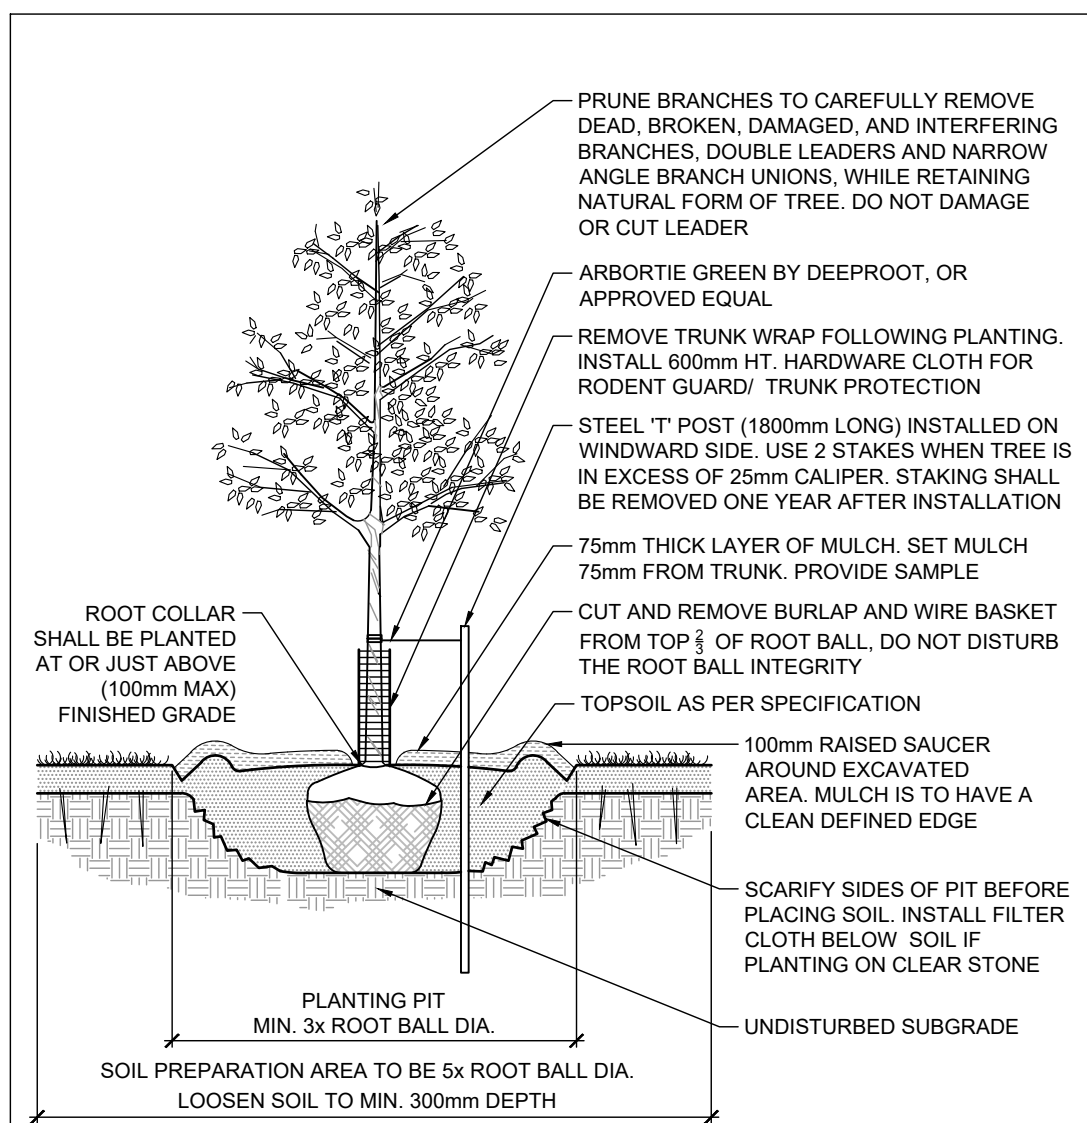 PRUNE BRANCHES TO CAREFULLY REMOVE
DEAD, BROKEN, DAMAGED, AND INTERFERING
BRANCHES, DOUBLE LEADERS AND NARROW
ANGLE BRANCH UNIONS, WHILE RETAINING
NATURAL FORM OF TREE. DO NOT DAMAGE
OR CUT LEADER
ARBORTIE GREEN BY DEEPROOT, OR
APPROVED EQUAL
REMOVE TRUNK WRAP FOLLOWING PLANTING.
INSTALL 600mm HT. HARDWARE CLOTH FOR
RODENT GUARD/ TRUNK PROTECTION
STEEL 'T' POST (1800mm LONG) INSTALLED ON
WINDWARD SIDE. USE 2 STAKES WHEN TREE IS
IN EXCESS OF 25mm CALIPER. STAKING SHALL
BE REMOVED ONE YEAR AFTER INSTALLATION
75mm THICK LAYER OF MULCH. SET MULCH
75mm FROM TRUNK. PROVIDE SAMPLE
ROOT COLLAR
SHALL BE PLANTED
AT OR JUST ABOVE
(100mm MAX)
FINISHED GRADE
CUT AND REMOVE BURLAP AND WIRE BASKET
FROM TOP 2/3 OF ROOT BALL, DO NOT DISTURB
THE ROOT BALL INTEGRITY
TOPSOIL AS PER SPECIFICATION
100mm RAISED SAUCER
AROUND EXCAVATED
AREA. MULCH IS TO HAVE A
CLEAN DEFINED EDGE
SCARIFY SIDES OF PIT BEFORE
PLACING SOIL. INSTALL FILTER
CLOTH BELOW SOIL IF
PLANTING ON CLEAR STONE
UNDISTURBED SUBGRADE
PLANTING PIT
MIN. 3x ROOT BALL DIA.
SOIL PREPARATION AREA TO BE 5x ROOT BALL DIA.
LOOSEN SOIL TO MIN. 300mm DEPTH